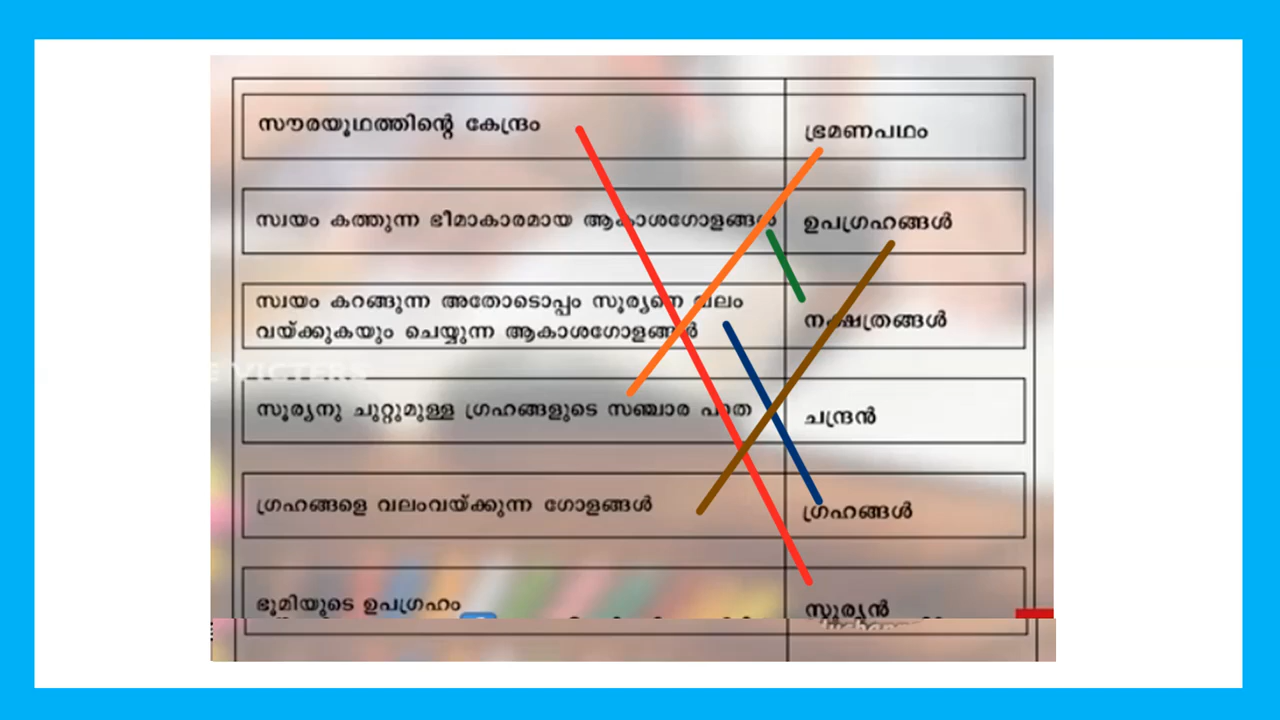 സൗരയൂഥത്തിന്റെ കേന്ദ്രം
ഭ്രമണപഥം
സ്വയം കത്തുന്ന ഭീമാകാരമായ ആകാശഗോളങ്ങൾ
ഉപഗ്രഹങ്ങൾ
സ്വയം കറങ്ങുന്ന അതോടൊപ്പം സൂര്യനെ വലം
വയ്ക്കുകയും ചെയ്യുന്ന ആകാശഗോളങ്ങൾ
നക്ഷത്രങ്ങൾ
E VICTERS
സൂര്യനു ചുറ്റുമുള്ള ഗ്രഹങ്ങളുടെ സഞ്ചാര പാത
ചന്ദ്രൻ
ഗ്രഹങ്ങളെ വലംവയ്ക്കുന്ന ഗോളങ്ങൾ
ഗ്രഹങ്ങൾ
ഭൂമിയുടെ ഉപഗ്രഹം
സൂര്യൻ